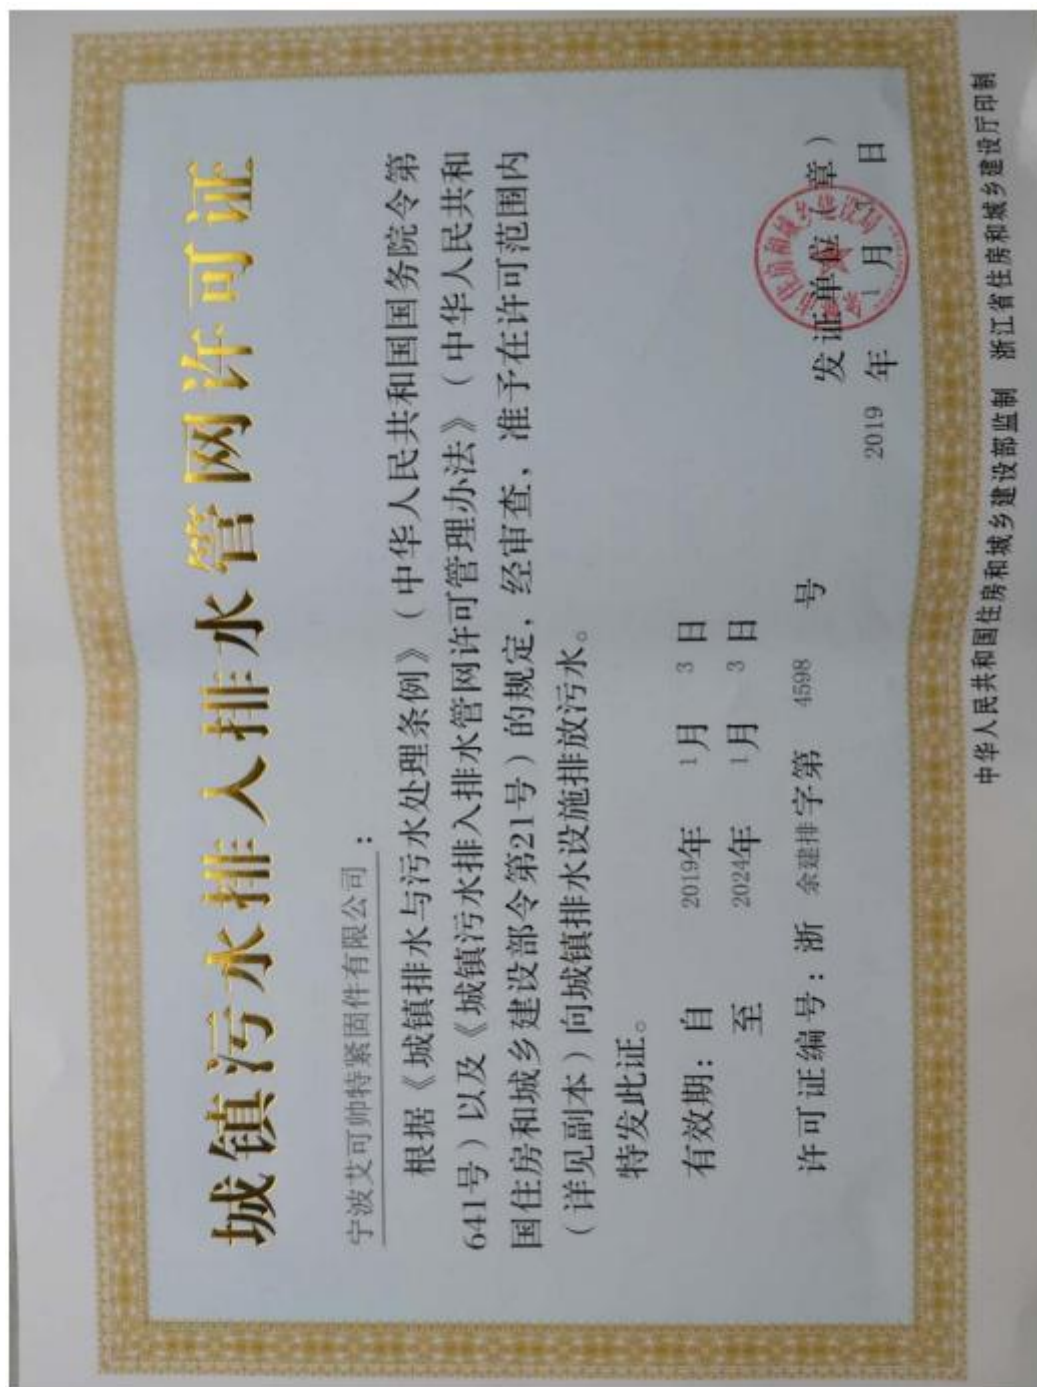 城镇污水排入排水管网许可证
宁波艾可帅特紧固件有限公司：
根据《城镇排水与污水处理条例》（中华人民共和国国务院令第
641号）以及《城镇污水排入排水管网许可管理办法》（中华人民共和
国住房和城乡建设部令第21号）的规定，经审查，准予在许可范围内
（详见副本）向城镇排水设施排放污水。
特发此证。
有效期：自 2019年 1月 3日
至 2024年 1月 3日
许可证编号：浙 余建排字第 4598 号
发证单位（章）
2019 年 1 月 日
中华人民共和国住房和城乡建设部监制 浙江省住房和城乡建设厅印制